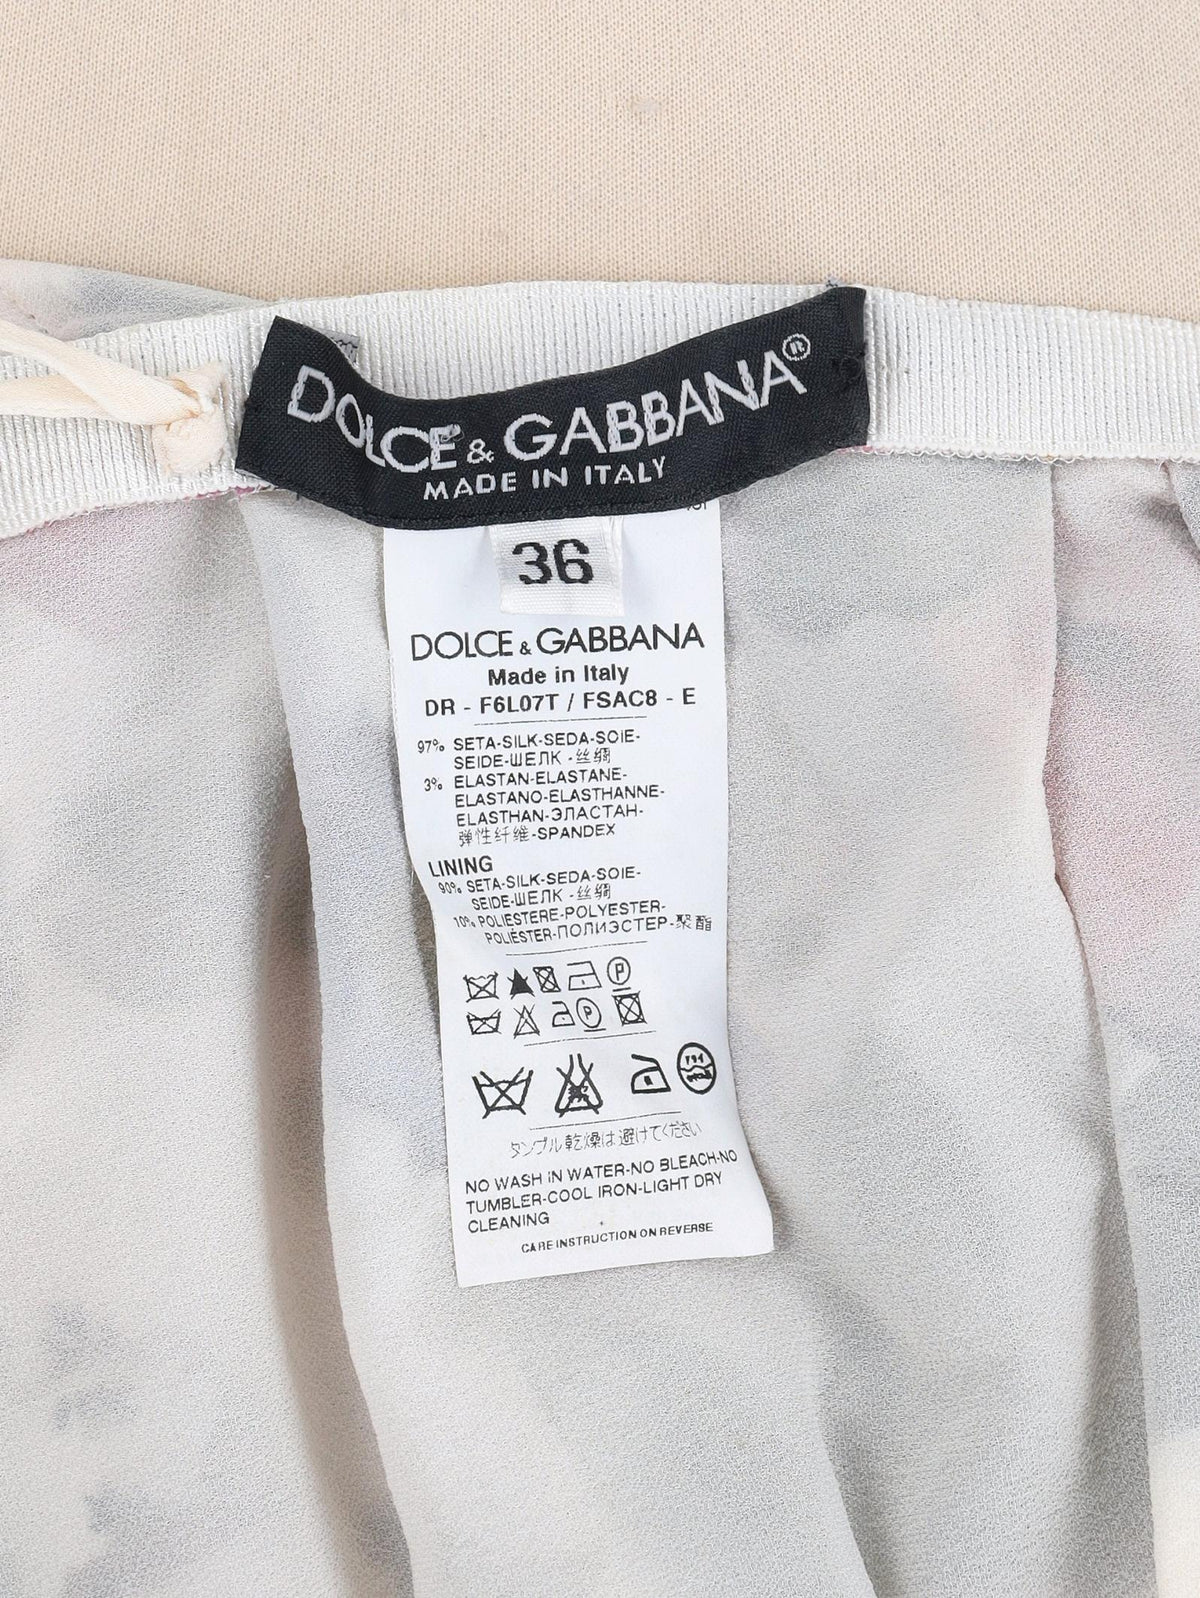 DOLCE & GABBANA®
MADE IN ITALY
36
DOLCE & GABBANA
Made in Italy
DR - F6L07T / FSAC8 - E
97% SETA-SILK-SEDA-SOIE-
SEIDE-ШЕЛК -丝绸
3% ELASTAN-ELASTANE-
ELASTANO-ELASTHANNE-
ELASTHAN-ЭЛАСТАН-
弹性纤维-SPANDEX
LINING
90% SETA-SILK-SEDA-SOIE-
SEIDE-ШЕЛК -丝绸
10% POLIESTERE-POLYESTER-
POLIÉSTER-ПОЛИЭСТЕР-聚酯
P
P
タンブル乾燥は避けてください
NO WASH IN WATER-NO BLEACH-NO
TUMBLER-COOL IRON-LIGHT DRY
CLEANING
CARE INSTRUCTION ON REVERSE